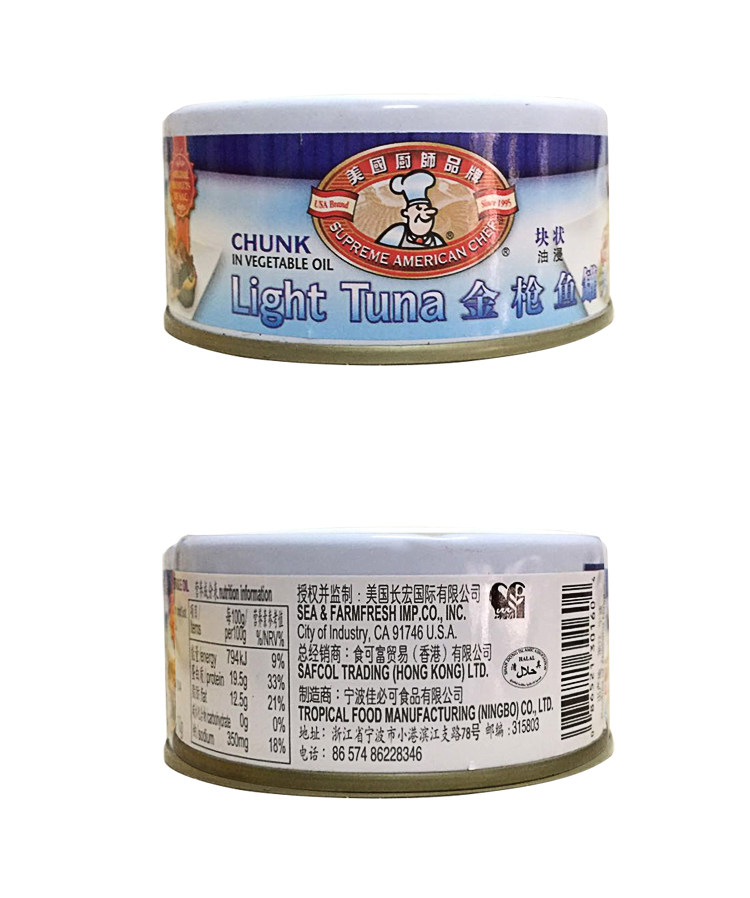 美國厨師品牌
USA Brand
Since 1995
SUPREME AMERICAN CHEF
®
®
CHUNK
IN VEGETABLE OIL
块状
油浸
Light Tuna 金枪鱼罐
营养成分表 nutrition information
项目/ 每100g/ 营养素参考值
items per100g %/NRV%
能量/energy 794kJ 9%
蛋白质/protein 19.5g 33%
脂肪/fat 12.5g 21%
碳水化合物/carbohydrate 0g 0%
钠 sodium 350mg 18%
授权并监制：美国长宏国际有限公司
SEA & FARMFRESH IMP.CO., INC.
City of Industry, CA 91746 U.S.A.
总经销商：食可富贸易（香港）有限公司
SAFCOL TRADING (HONG KONG) LTD.
制造商：宁波佳必可食品有限公司
TROPICAL FOOD MANUFACTURING (NINGBO) CO., LTD.
地址：浙江省宁波市小港滨江支路78号 邮编：315803
电话：86 574 86228346
HALAL
清 真
حلال